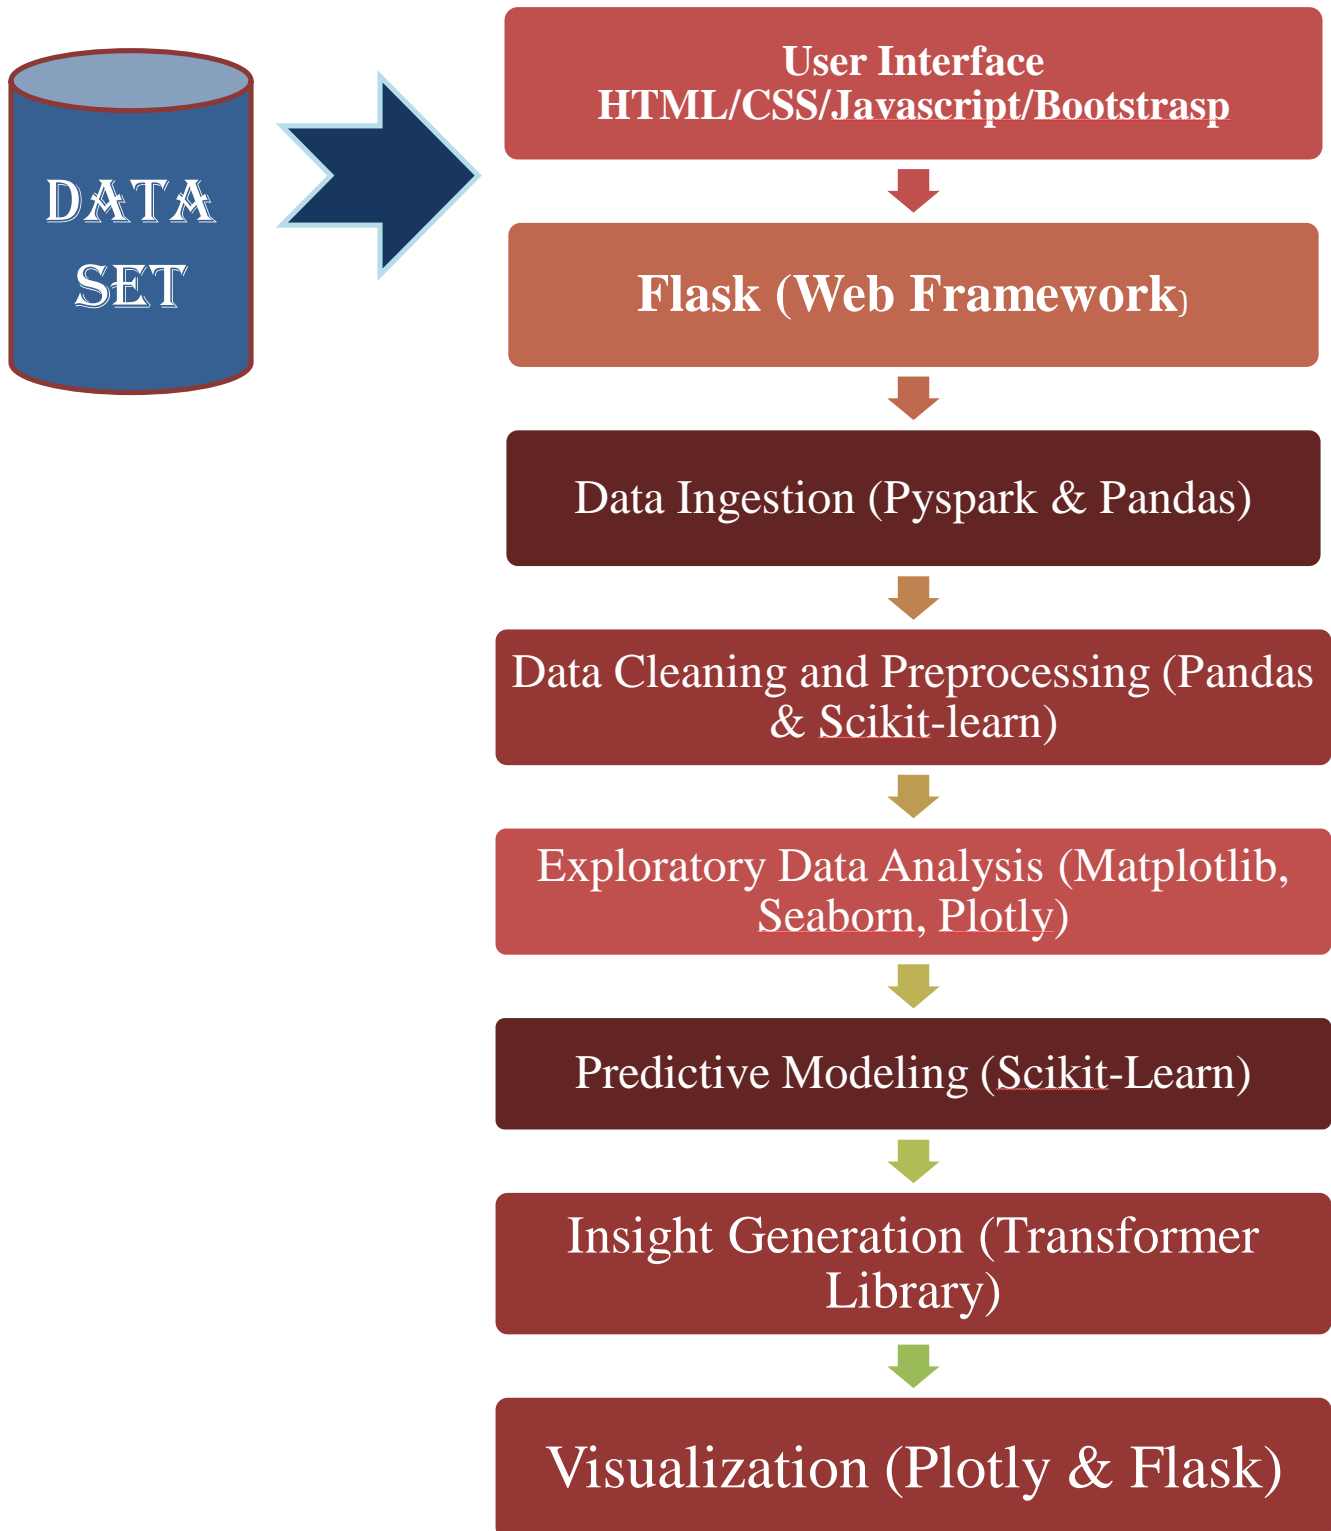 DATA
SET
User Interface
HTML/CSS/Javascript/Bootstrasp
Flask (Web Framework)
Data Ingestion (Pyspark & Pandas)
Data Cleaning and Preprocessing (Pandas
& Scikit-learn)
Exploratory Data Analysis (Matplotlib,
Seaborn, Plotly)
Predictive Modeling (Scikit-Learn)
Insight Generation (Transformer
Library)
Visualization (Plotly & Flask)